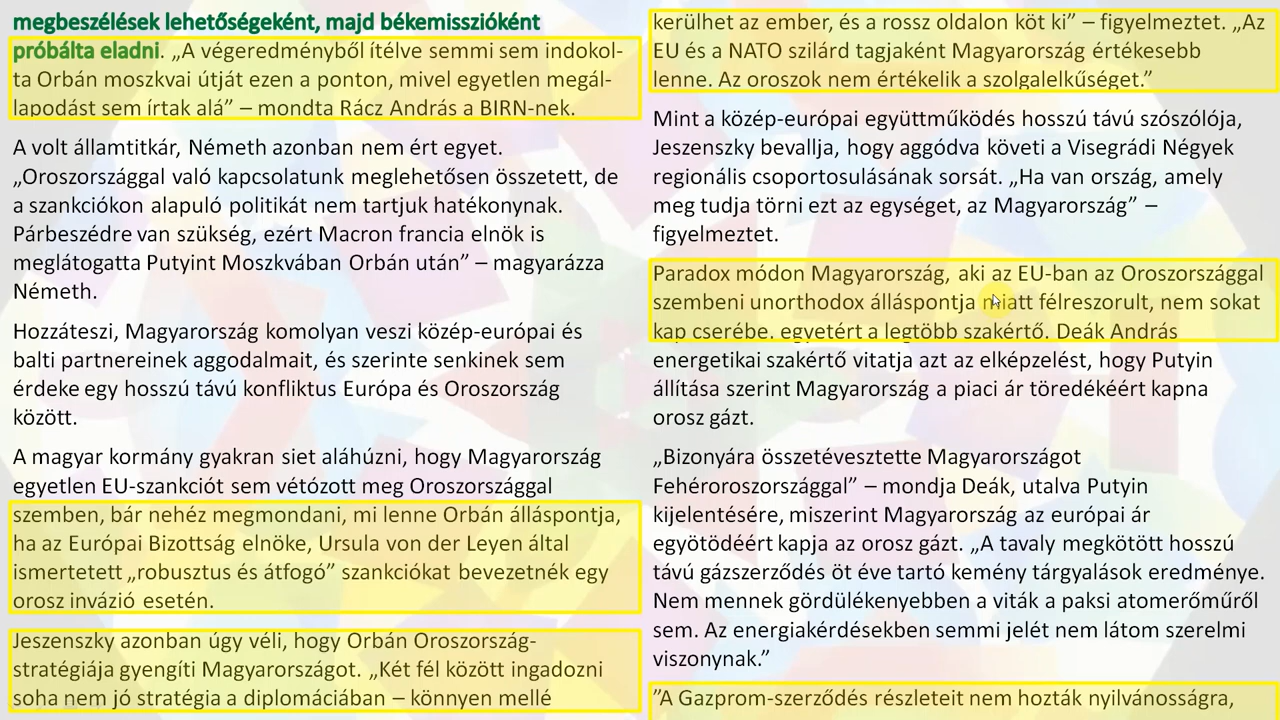 megbeszélések lehetőségeként, majd békemisszióként
próbálta eladni. „A végeredményből ítélve semmi sem indokol-
ta Orbán moszkvai útját ezen a ponton, mivel egyetlen megál-
lapodást sem írtak alá” – mondta Rácz András a BIRN-nek.
A volt államtitkár, Németh azonban nem ért egyet.
„Oroszországgal való kapcsolatunk meglehetősen összetett, de
a szankciókon alapuló politikát nem tartjuk hatékonynak.
Párbeszédre van szükség, ezért Macron francia elnök is
meglátogatta Putyint Moszkvában Orbán után” – magyarázza
Németh.
Hozzáteszi, Magyarország komolyan veszi közép-európai és
balti partnereinek aggodalmait, és szerinte senkinek sem
érdeke egy hosszú távú konfliktus Európa és Oroszország
között.
A magyar kormány gyakran siet aláhúzni, hogy Magyarország
egyetlen EU-szankciót sem vétózott meg Oroszországgal
szemben, bár nehéz megmondani, mi lenne Orbán álláspontja,
ha az Európai Bizottság elnöke, Ursula von der Leyen által
ismertetett „robusztus és átfogó” szankciókat bevezetnék egy
orosz invázió esetén.
Jeszenszky azonban úgy véli, hogy Orbán Oroszország-
stratégiája gyengíti Magyarországot. „Két fél között ingadozni
soha nem jó stratégia a diplomáciában – könnyen mellé
kerülhet az ember, és a rossz oldalon köt ki” – figyelmeztet. „Az
EU és a NATO szilárd tagjaként Magyarország értékesebb
lenne. Az oroszok nem értékelik a szolgalelkűséget.”
Mint a közép-európai együttműködés hosszú távú szószólója,
Jeszenszky bevallja, hogy aggódva követi a Visegrádi Négyek
regionális csoportosulásának sorsát. „Ha van ország, amely
meg tudja törni ezt az egységet, az Magyarország” –
figyelmeztet.
Paradox módon Magyarország, aki az EU-ban az Oroszországgal
szembeni unorthodox álláspontja miatt félreszorult, nem sokat
kap cserébe. egyetért a legtöbb szakértő. Deák András
energetikai szakértő vitatja azt az elképzelést, hogy Putyin
állítása szerint Magyarország a piaci ár töredékéért kapna
orosz gázt.
„Bizonyára összetévesztette Magyarországot
Fehéroroszországgal” – mondja Deák, utalva Putyin
kijelentésére, miszerint Magyarország az európai ár
egyötödéért kapja az orosz gázt. „A tavaly megkötött hosszú
távú gázszerződés öt éve tartó kemény tárgyalások eredménye.
Nem mennek gördülékenyebben a viták a paksi atomerőműről
sem. Az energiakérdésekben semmi jelét nem látom szerelmi
viszonynak.”
”A Gazprom-szerződés részleteit nem hozták nyilvánosságra,